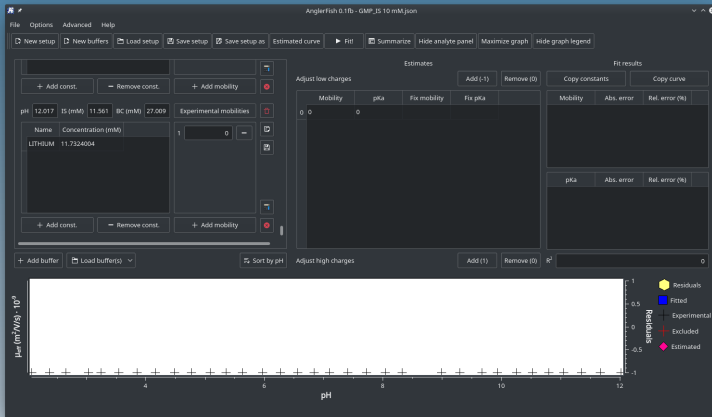 AnglerFish 0.1fb - GMP_IS 10 mM.json
File Options Advanced Help
New setup New buffers Load setup Save setup Save setup as Estimated curve Fit! Summarize Hide analyte panel Maximize graph Hide graph legend
Estimates
Fit results
+ Add const. − Remove const. + Add mobility
Adjust low charges Add (-1) Remove (0)
Copy constants Copy curve
Mobility pKa Fix mobility Fix pKa
0 0 0
Mobility Abs. error Rel. error (%)
pH 12.017 IS (mM) 11.561 BC (mM) 27.009 Experimental mobilities
Name Concentration (mM)
LITHIUM 11.7324004
1 0 −
pKa Abs. error Rel. error (%)
+ Add const. − Remove const. + Add mobility
+ Add buffer Load buffer(s) Sort by pH
Adjust high charges Add (1) Remove (0)
R² 0
μeff (m²/V/s) · 10⁻⁹
4 6 8 10 12
pH
1
0.5
0
-0.5
-1
Residuals
Residuals
Fitted
Experimental
Excluded
Estimated